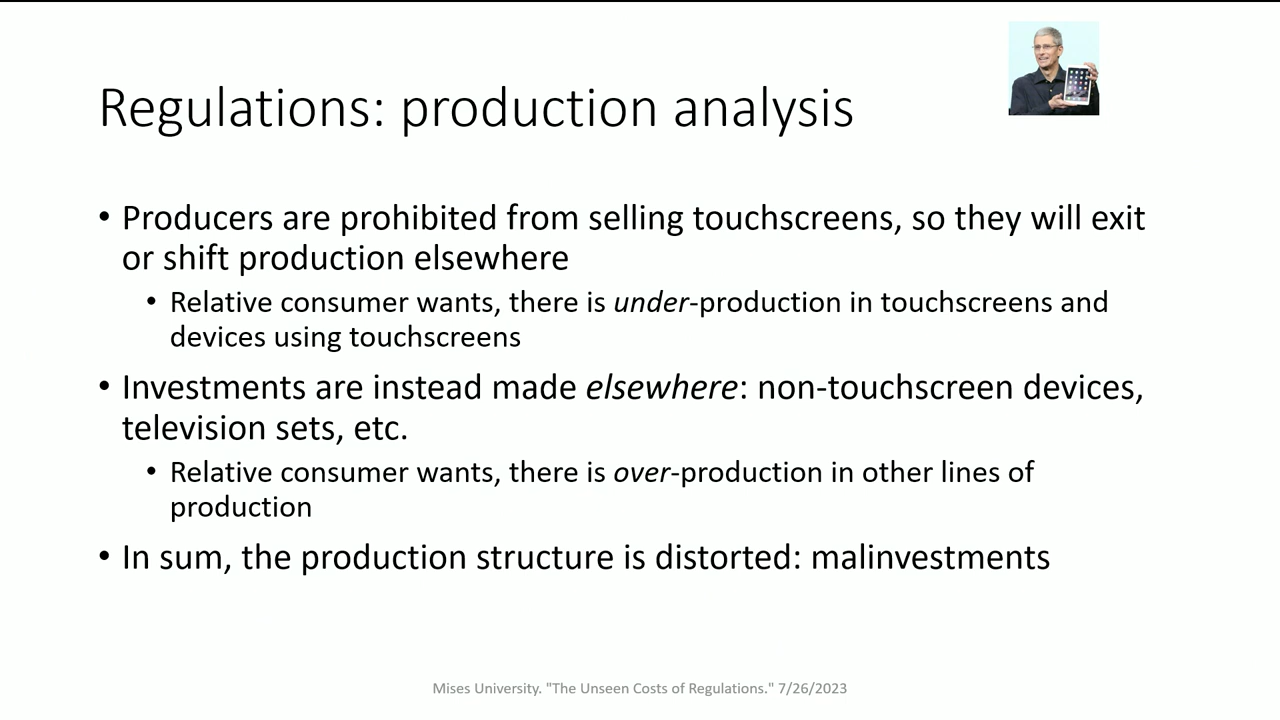 Regulations: production analysis
• Producers are prohibited from selling touchscreens, so they will exit
or shift production elsewhere
• Relative consumer wants, there is under-production in touchscreens and
devices using touchscreens
• Investments are instead made elsewhere: non-touchscreen devices,
television sets, etc.
• Relative consumer wants, there is over-production in other lines of
production
• In sum, the production structure is distorted: malinvestments
Mises University. "The Unseen Costs of Regulations." 7/26/2023